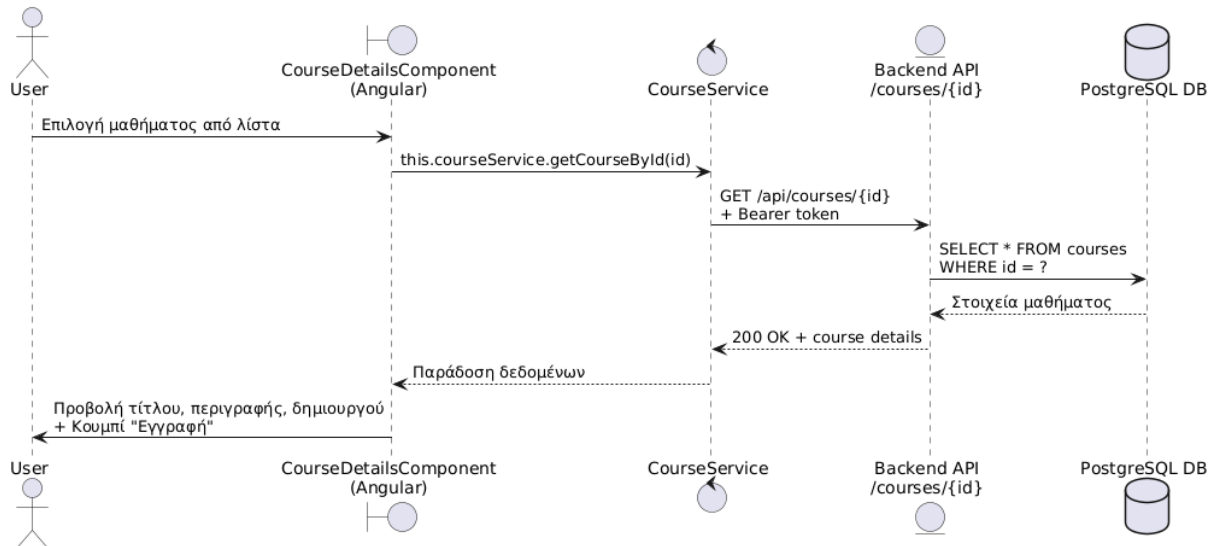 User
CourseDetailsComponent
(Angular)
CourseService
Backend API
/courses/{id}
PostgreSQL DB
Επιλογή μαθήματος από λίστα
this.courseService.getCourseById(id)
GET /api/courses/{id}
+ Bearer token
SELECT * FROM courses
WHERE id = ?
Στοιχεία μαθήματος
200 OK + course details
Παράδοση δεδομένων
Προβολή τίτλου, περιγραφής, δημιουργού
+ Κουμπί "Εγγραφή"
User
CourseDetailsComponent
(Angular)
CourseService
Backend API
/courses/{id}
PostgreSQL DB